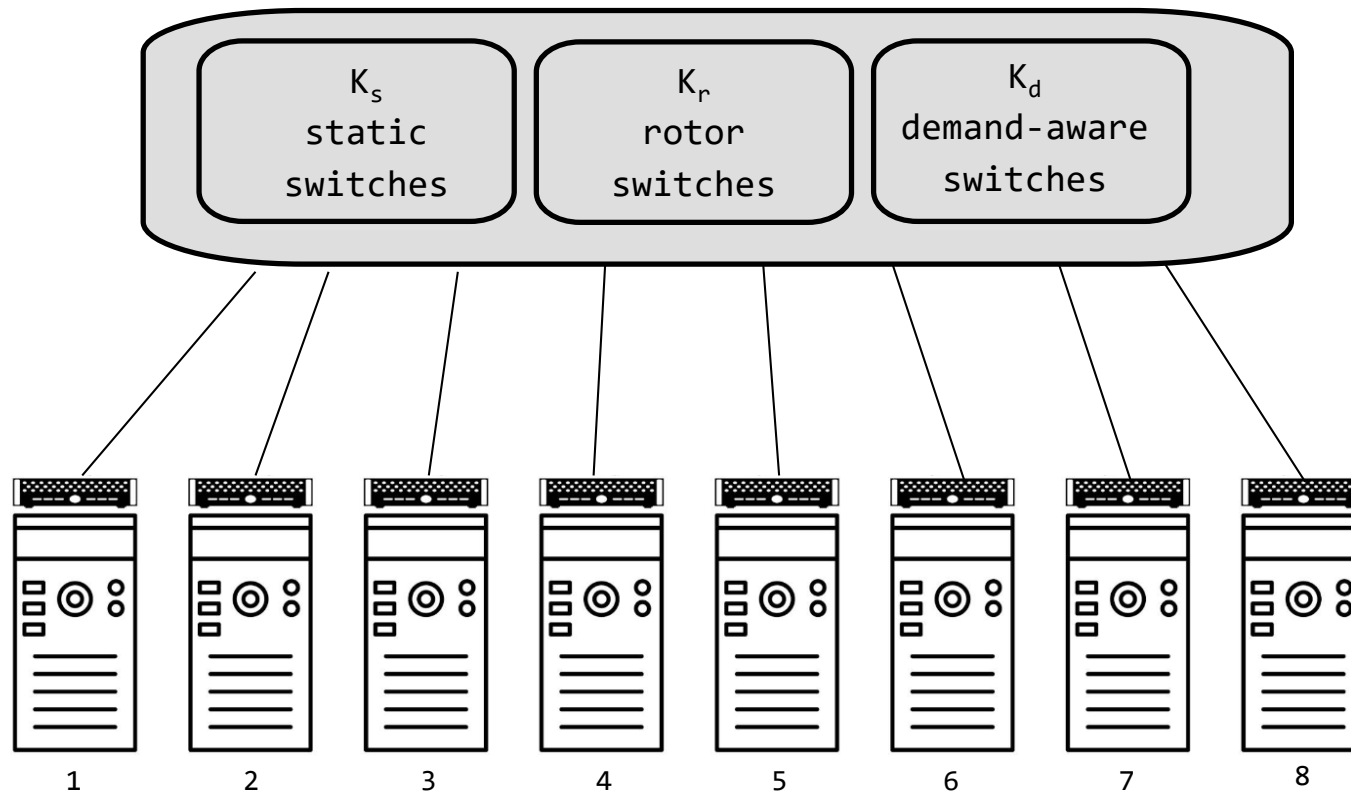 K_s
static
switches
K_r
rotor
switches
K_d
demand-aware
switches
1 2 3 4 5 6 7 8